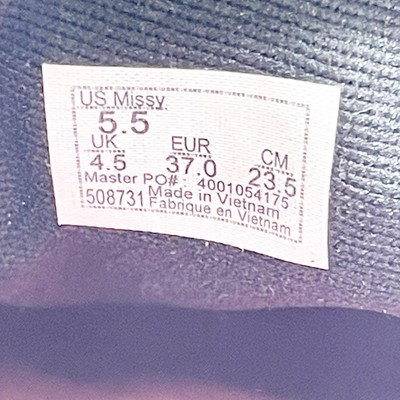 US Missy
5.5
UK EUR CM
4.5 37.0 23.5
Master PO#: 4001054175
508731 Made in Vietnam
Fabrique en Vietnam